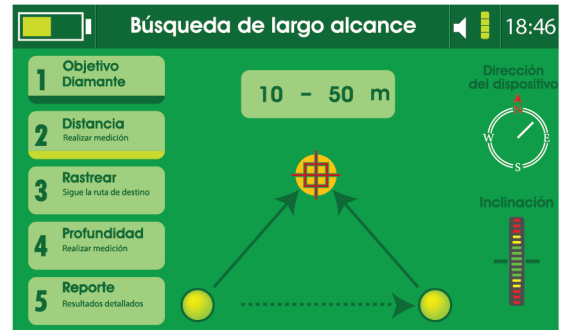 Búsqueda de largo alcance
18:46
1 Objetivo
Diamante
2 Distancia
Realizar medición
3 Rastrear
Sigue la ruta de destino
4 Profundidad
Realizar medición
5 Reporte
Resultados detallados
10 - 50 m
Dirección
del dispositivo
W
E
S
Inclinación